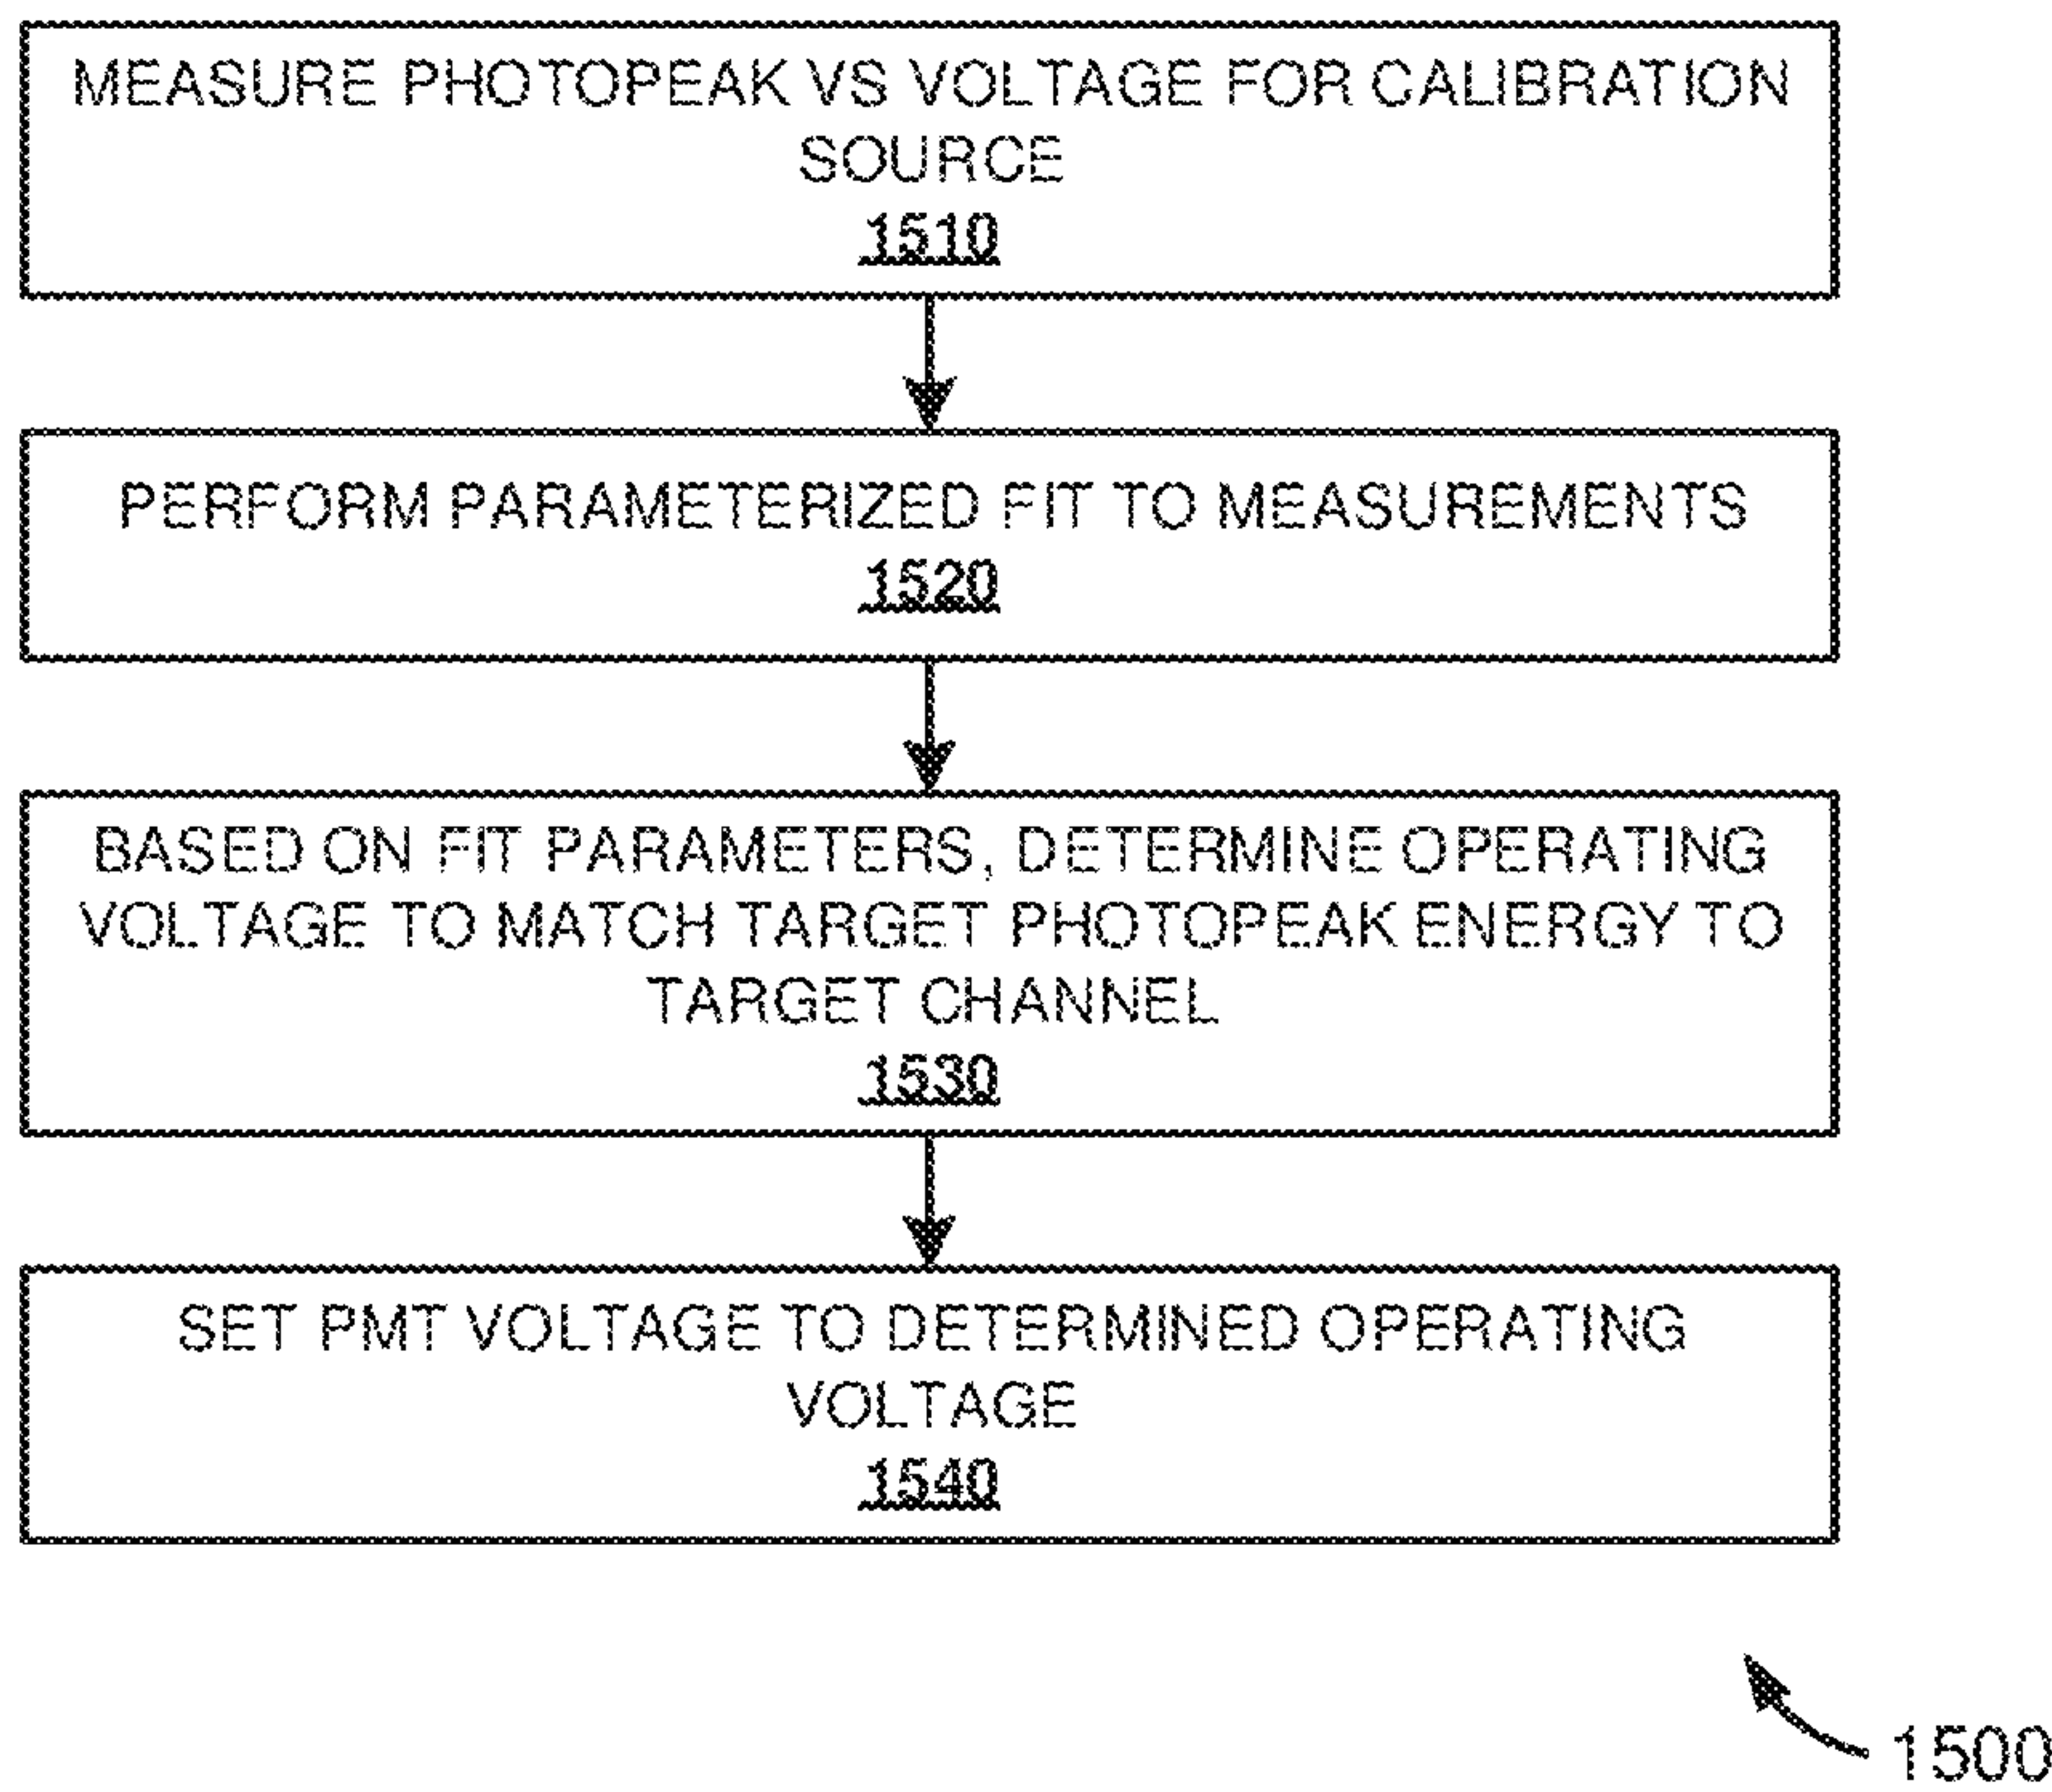 MEASURE PHOTOPEAK VS VOLTAGE FOR CALIBRATION
SOURCE
1510
PERFORM PARAMETERIZED FIT TO MEASUREMENTS
1520
BASED ON FIT PARAMETERS, DETERMINE OPERATING
VOLTAGE TO MATCH TARGET PHOTOPEAK ENERGY TO
TARGET CHANNEL
1530
SET PMT VOLTAGE TO DETERMINED OPERATING
VOLTAGE
1540
1500